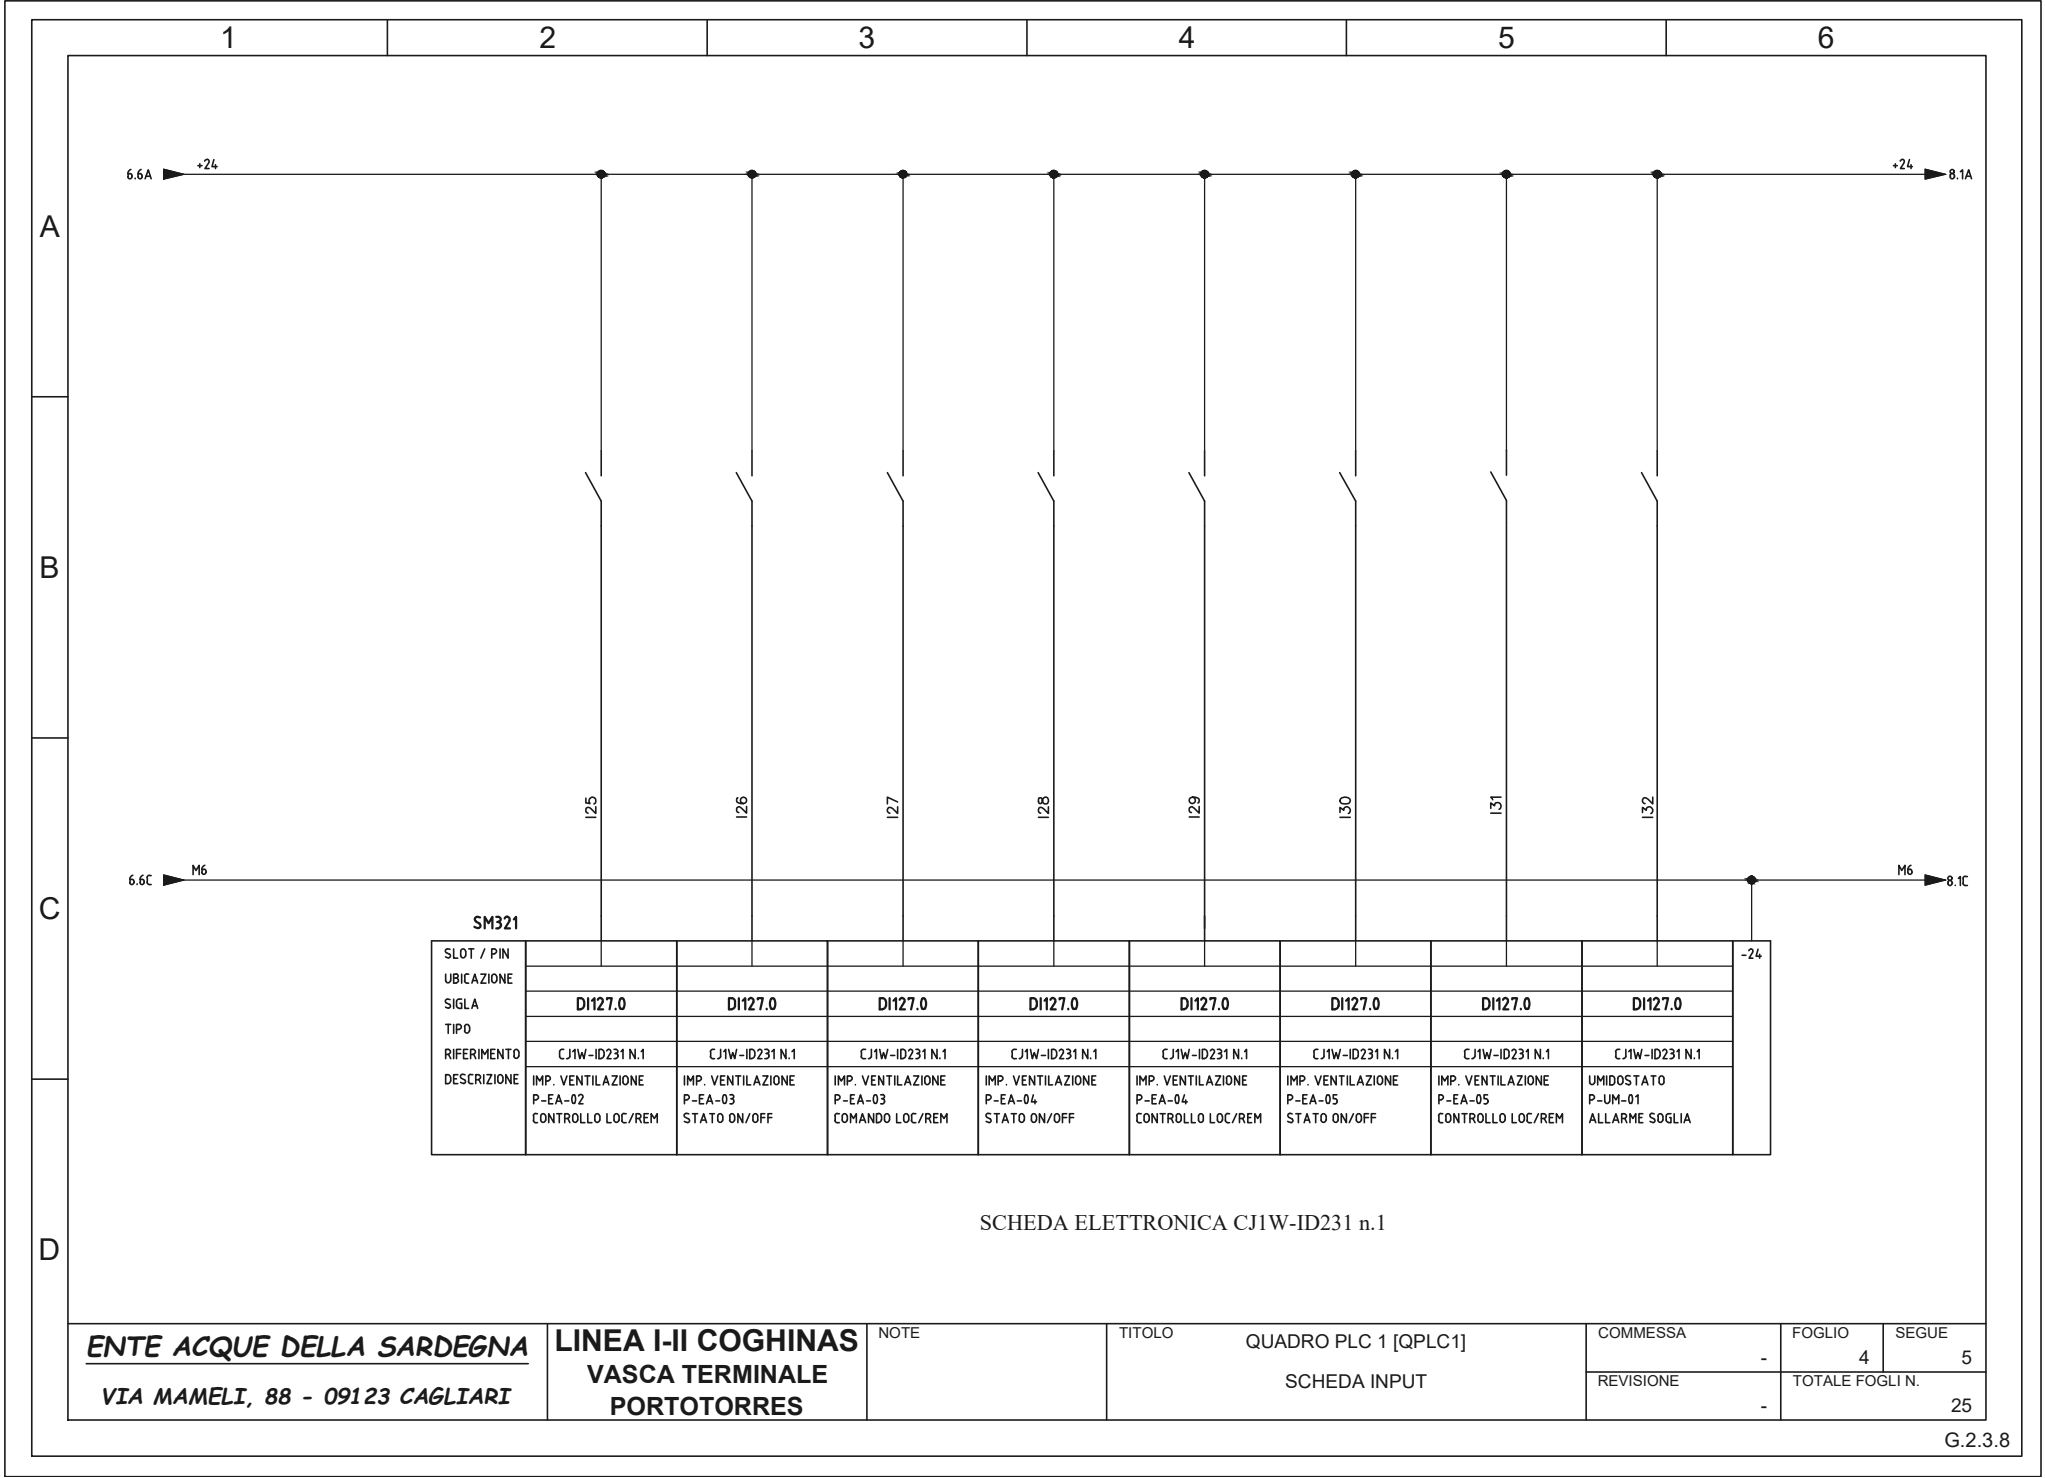 1 2 3 4 5 6
+24 +24
6.6A 8.1A
A
B
I25 I26 I27 I28 I29 I30 I31 I32
M6 M6
6.6C 8.1C
C
SM321
SLOT / PIN -24
UBICAZIONE
SIGLA DI127.0 DI127.0 DI127.0 DI127.0 DI127.0 DI127.0 DI127.0 DI127.0
TIPO
RIFERIMENTO CJ1W-ID231 N.1 CJ1W-ID231 N.1 CJ1W-ID231 N.1 CJ1W-ID231 N.1 CJ1W-ID231 N.1 CJ1W-ID231 N.1 CJ1W-ID231 N.1 CJ1W-ID231 N.1
DESCRIZIONE IMP. VENTILAZIONE IMP. VENTILAZIONE IMP. VENTILAZIONE IMP. VENTILAZIONE IMP. VENTILAZIONE IMP. VENTILAZIONE IMP. VENTILAZIONE UMIDOSTATO
P-EA-02 P-EA-03 P-EA-03 P-EA-04 P-EA-04 P-EA-05 P-EA-05 P-UM-01
CONTROLLO LOC/REM STATO ON/OFF COMANDO LOC/REM STATO ON/OFF CONTROLLO LOC/REM STATO ON/OFF CONTROLLO LOC/REM ALLARME SOGLIA
SCHEDA ELETTRONICA CJ1W-ID231 n.1
D
ENTE ACQUE DELLA SARDEGNA
VIA MAMELI, 88 - 09123 CAGLIARI
LINEA I-II COGHINAS
VASCA TERMINALE
PORTOTORRES
NOTE
TITOLO
QUADRO PLC 1 [QPLC1]
SCHEDA INPUT
COMMESSA
-
REVISIONE
-
FOGLIO
4
SEGUE
5
TOTALE FOGLI N.
25
G.2.3.8